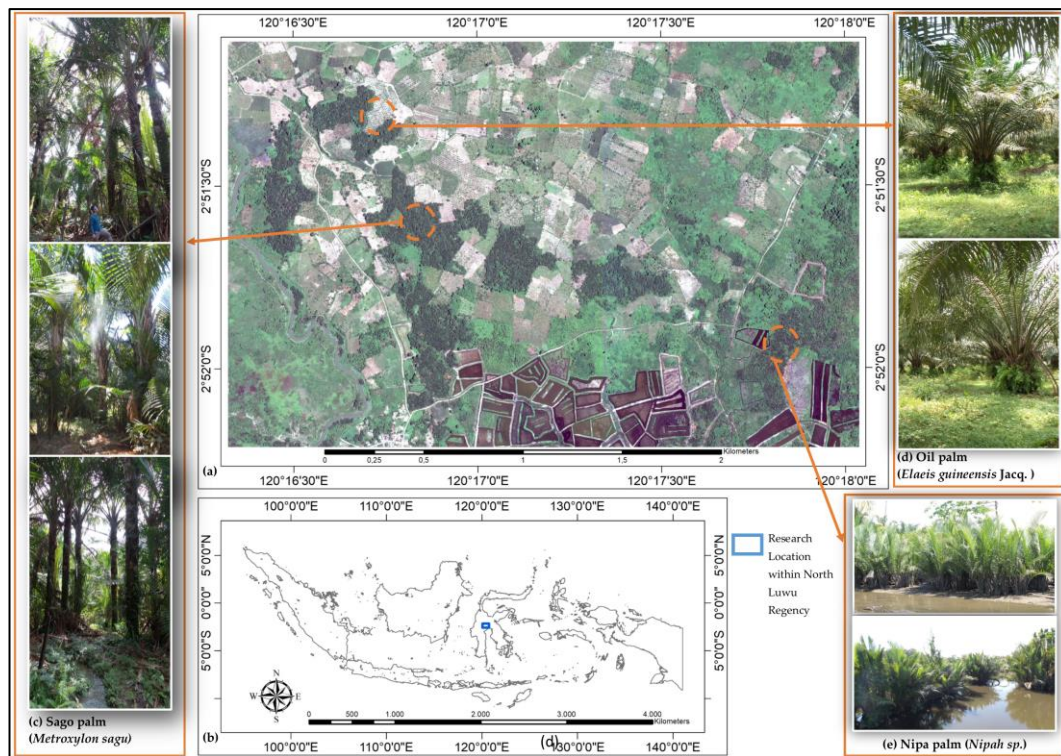 120°16'30"E
120°17'0"E
120°17'30"E
120°18'0"E
2°51'30"S
2°52'0"S
2°51'30"S
2°52'0"S
120°16'30"E
120°17'0"E
120°17'30"E
120°18'0"E
(a)
0
0,25
0,5
1
1,5
2
Kilometers
(c) Sago palm
(Metroxylon sagu)
(d) Oil palm
(Elaeis guineensis Jacq. )
(e) Nipa palm (Nipah sp.)
100°0'0"E
110°0'0"E
120°0'0"E
130°0'0"E
140°0'0"E
5°0'0"N
0°0'0"
5°0'0"S
5°0'0"N
0°0'0"
5°0'0"S
100°0'0"E
110°0'0"E
120°0'0"E
130°0'0"E
140°0'0"E
N
W
E
S
0
500
1.000
2.000
3.000
4.000
Kilometers
(b)
(d)
Research
Location
within North
Luwu
Regency